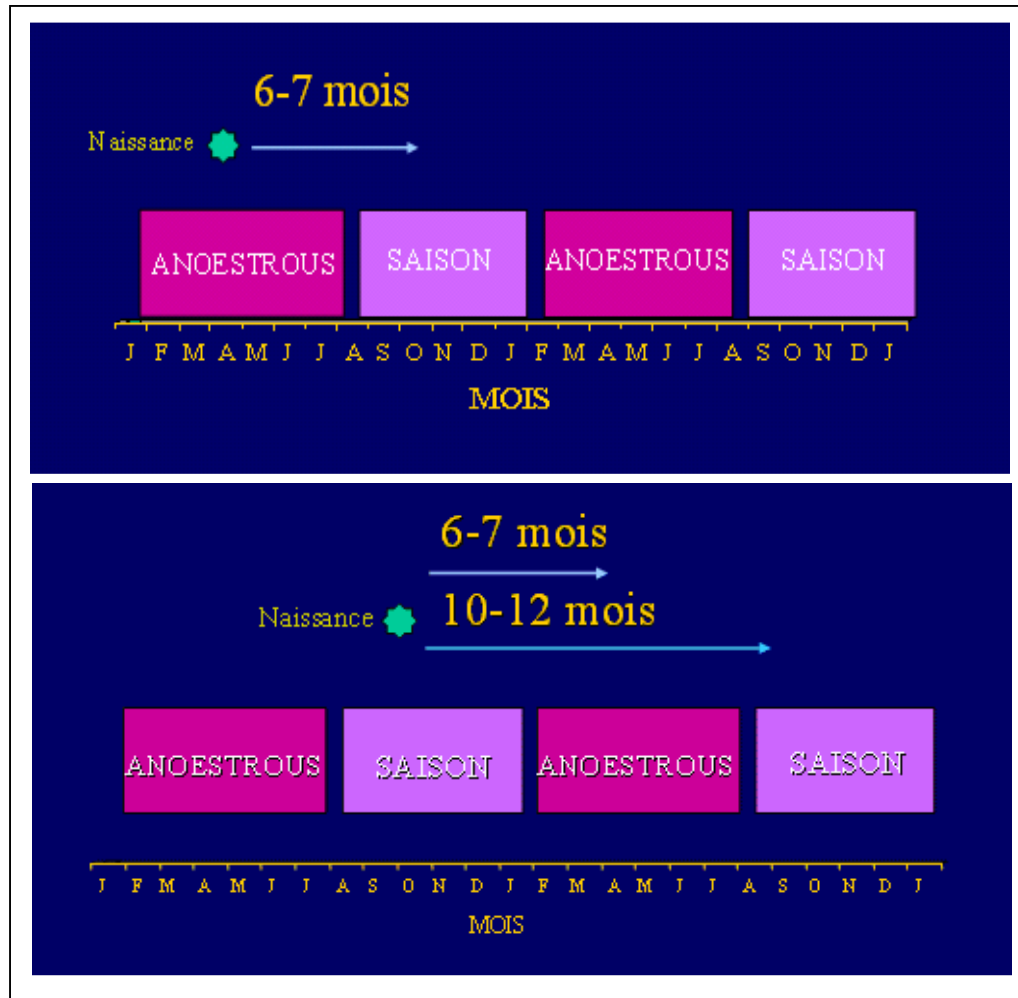 6-7 mois
Naissance
ANOESTROUS SAISON ANOESTROUS SAISON
J F M A M J J A S O N D J F M A M J J A S O N D J
MOIS
6-7 mois
Naissance 10-12 mois
ANOESTROUS SAISON ANOESTROUS SAISON
J F M A M J J A S O N D J F M A M J J A S O N D J
MOIS